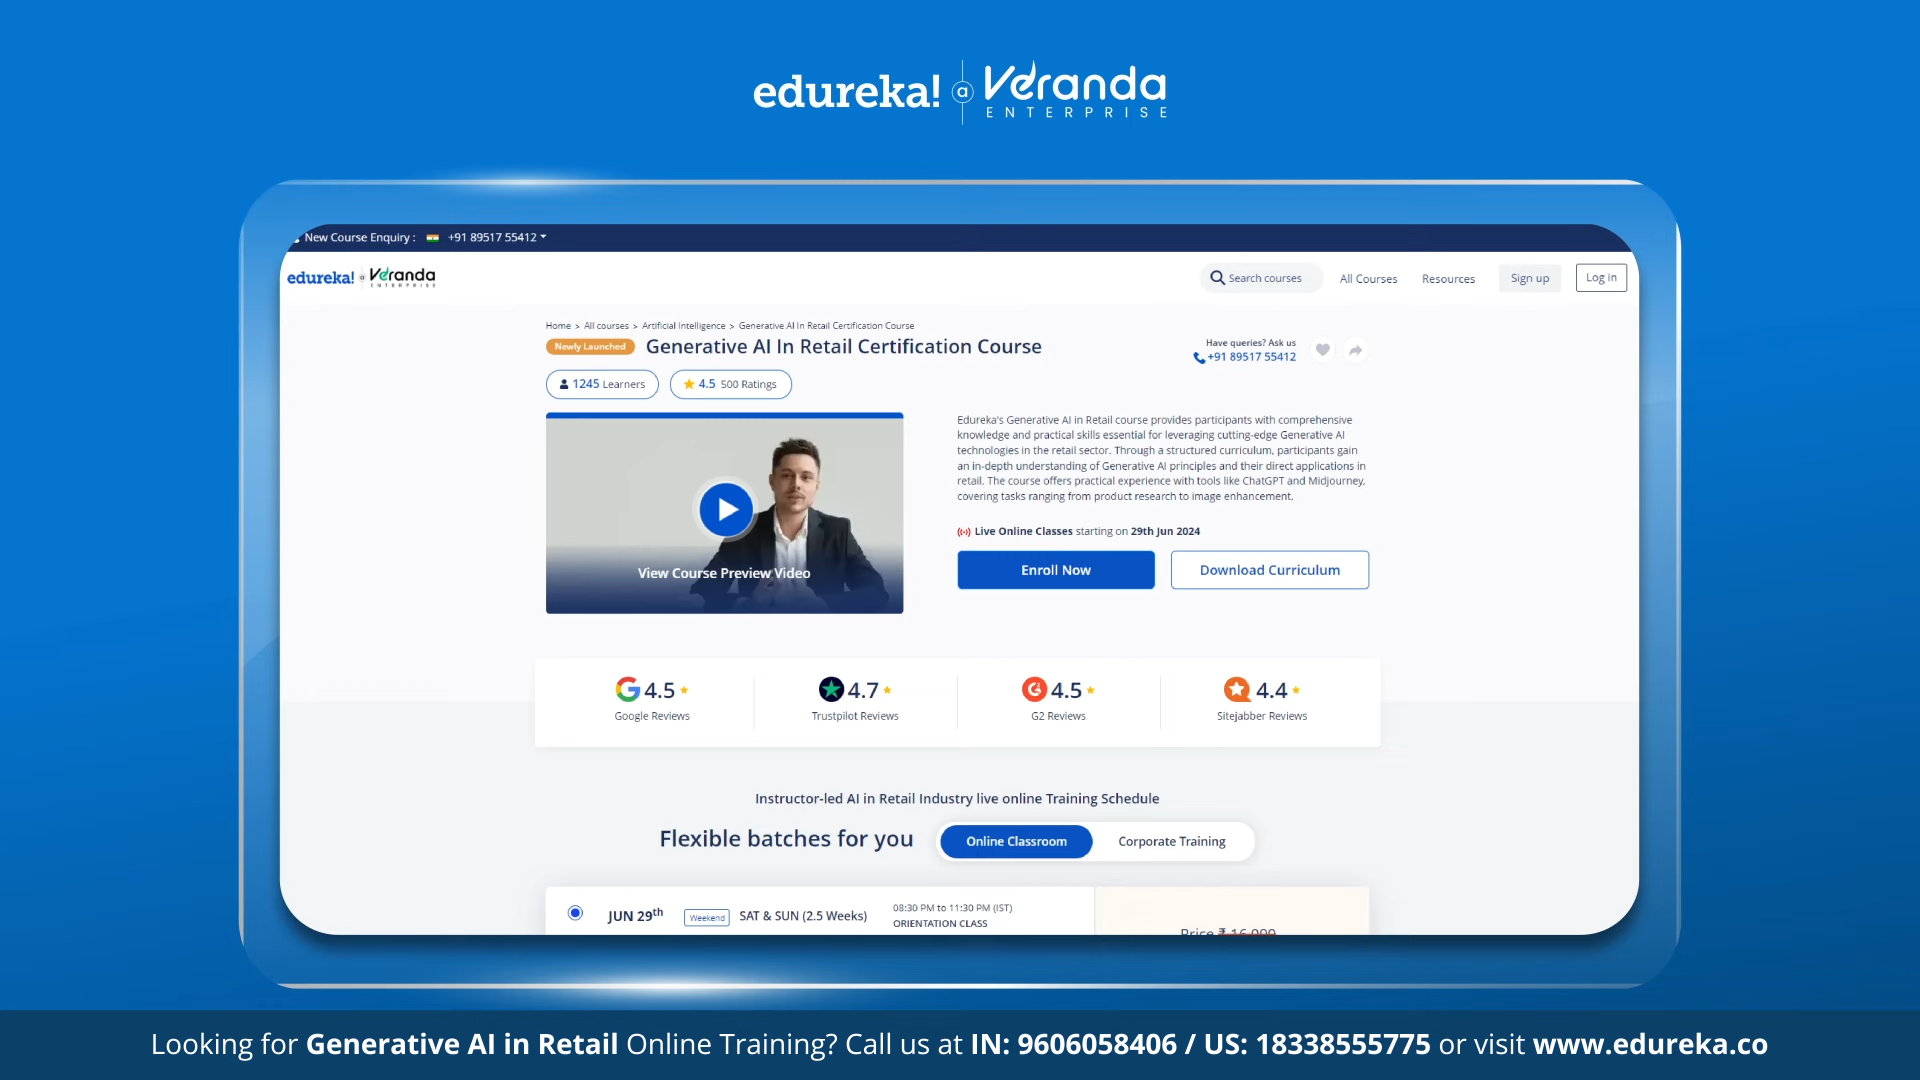 edureka! a Veranda
ENTERPRISE
New Course Enquiry : +91 89517 55412
edureka! a Veranda
ENTERPRISE
Search courses
All Courses
Resources
Sign up
Log in
Home > All courses > Artificial Intelligence > Generative AI In Retail Certification Course
Newly Launched
Generative AI In Retail Certification Course
Have queries? Ask us
+91 89517 55412
1245 Learners
4.5 500 Ratings
View Course Preview Video
Edureka's Generative AI in Retail course provides participants with comprehensive
knowledge and practical skills essential for leveraging cutting-edge Generative AI
technologies in the retail sector. Through a structured curriculum, participants gain
an in-depth understanding of Generative AI principles and their direct applications in
retail. The course offers practical experience with tools like ChatGPT and Midjourney,
covering tasks ranging from product research to image enhancement.
Live Online Classes starting on 29th Jun 2024
Enroll Now
Download Curriculum
4.5
Google Reviews
4.7
Trustpilot Reviews
4.5
G2 Reviews
4.4
Sitejabber Reviews
Instructor-led AI in Retail Industry live online Training Schedule
Flexible batches for you
Online Classroom
Corporate Training
JUN 29th
Weekend
SAT & SUN (2.5 Weeks)
08:30 PM to 11:30 PM (IST)
ORIENTATION CLASS
Price ₹ 16,999
Looking for Generative AI in Retail Online Training? Call us at IN: 9606058406 / US: 18338555775 or visit www.edureka.co